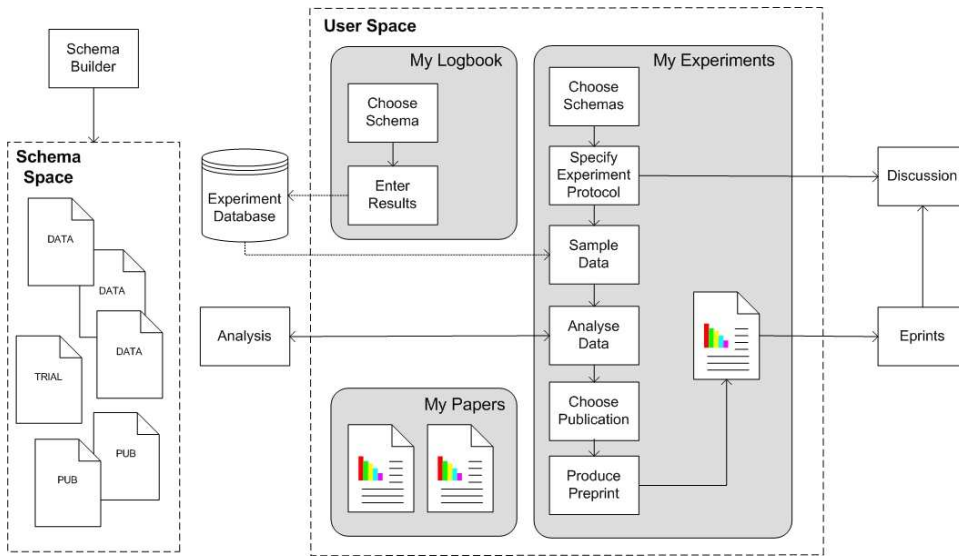 Schema
Builder
Schema
Space
DATA
DATA
DATA
TRIAL
PUB
PUB
Experiment
Database
Analysis
User Space
My Logbook
Choose
Schema
Enter
Results
My Papers
My Experiments
Choose
Schemas
Specify
Experiment
Protocol
Sample
Data
Analyse
Data
Choose
Publication
Produce
Preprint
Discussion
Eprints